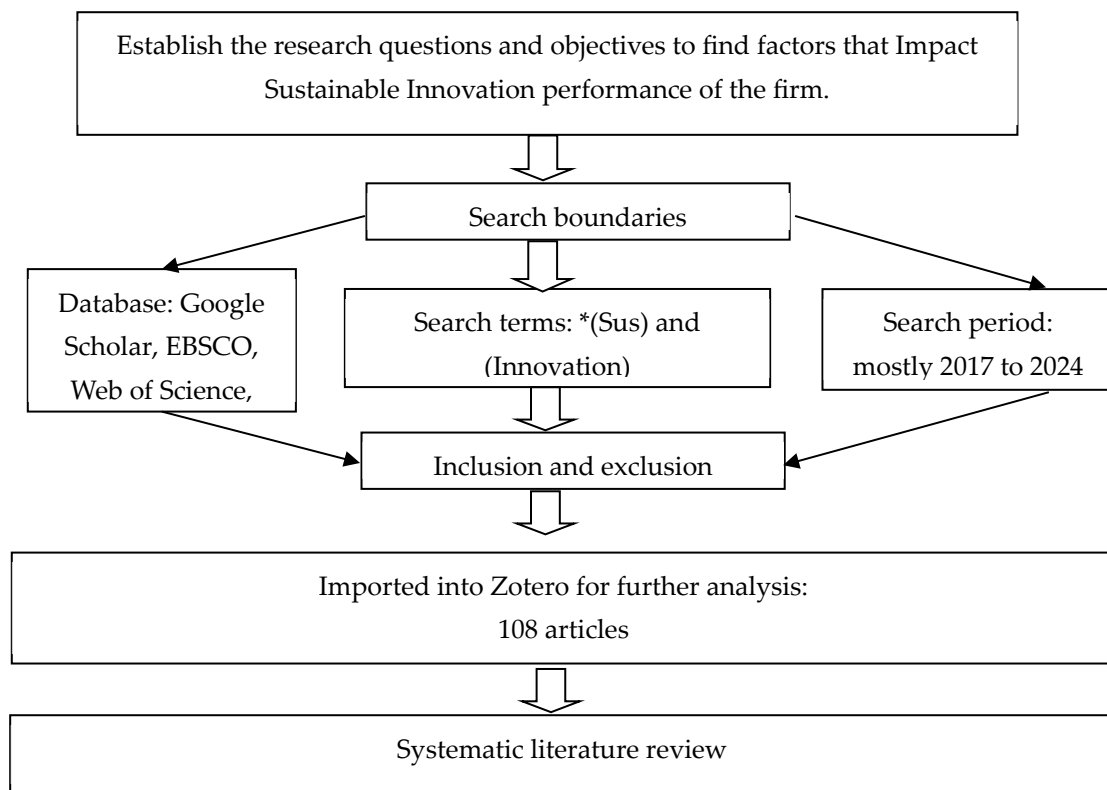 Establish the research questions and objectives to find factors that Impact
Sustainable Innovation performance of the firm.
Search boundaries
Database: Google
Scholar, EBSCO,
Web of Science,
Search terms: *(Sus) and
(Innovation)
Search period:
mostly 2017 to 2024
Inclusion and exclusion
Imported into Zotero for further analysis:
108 articles
Systematic literature review